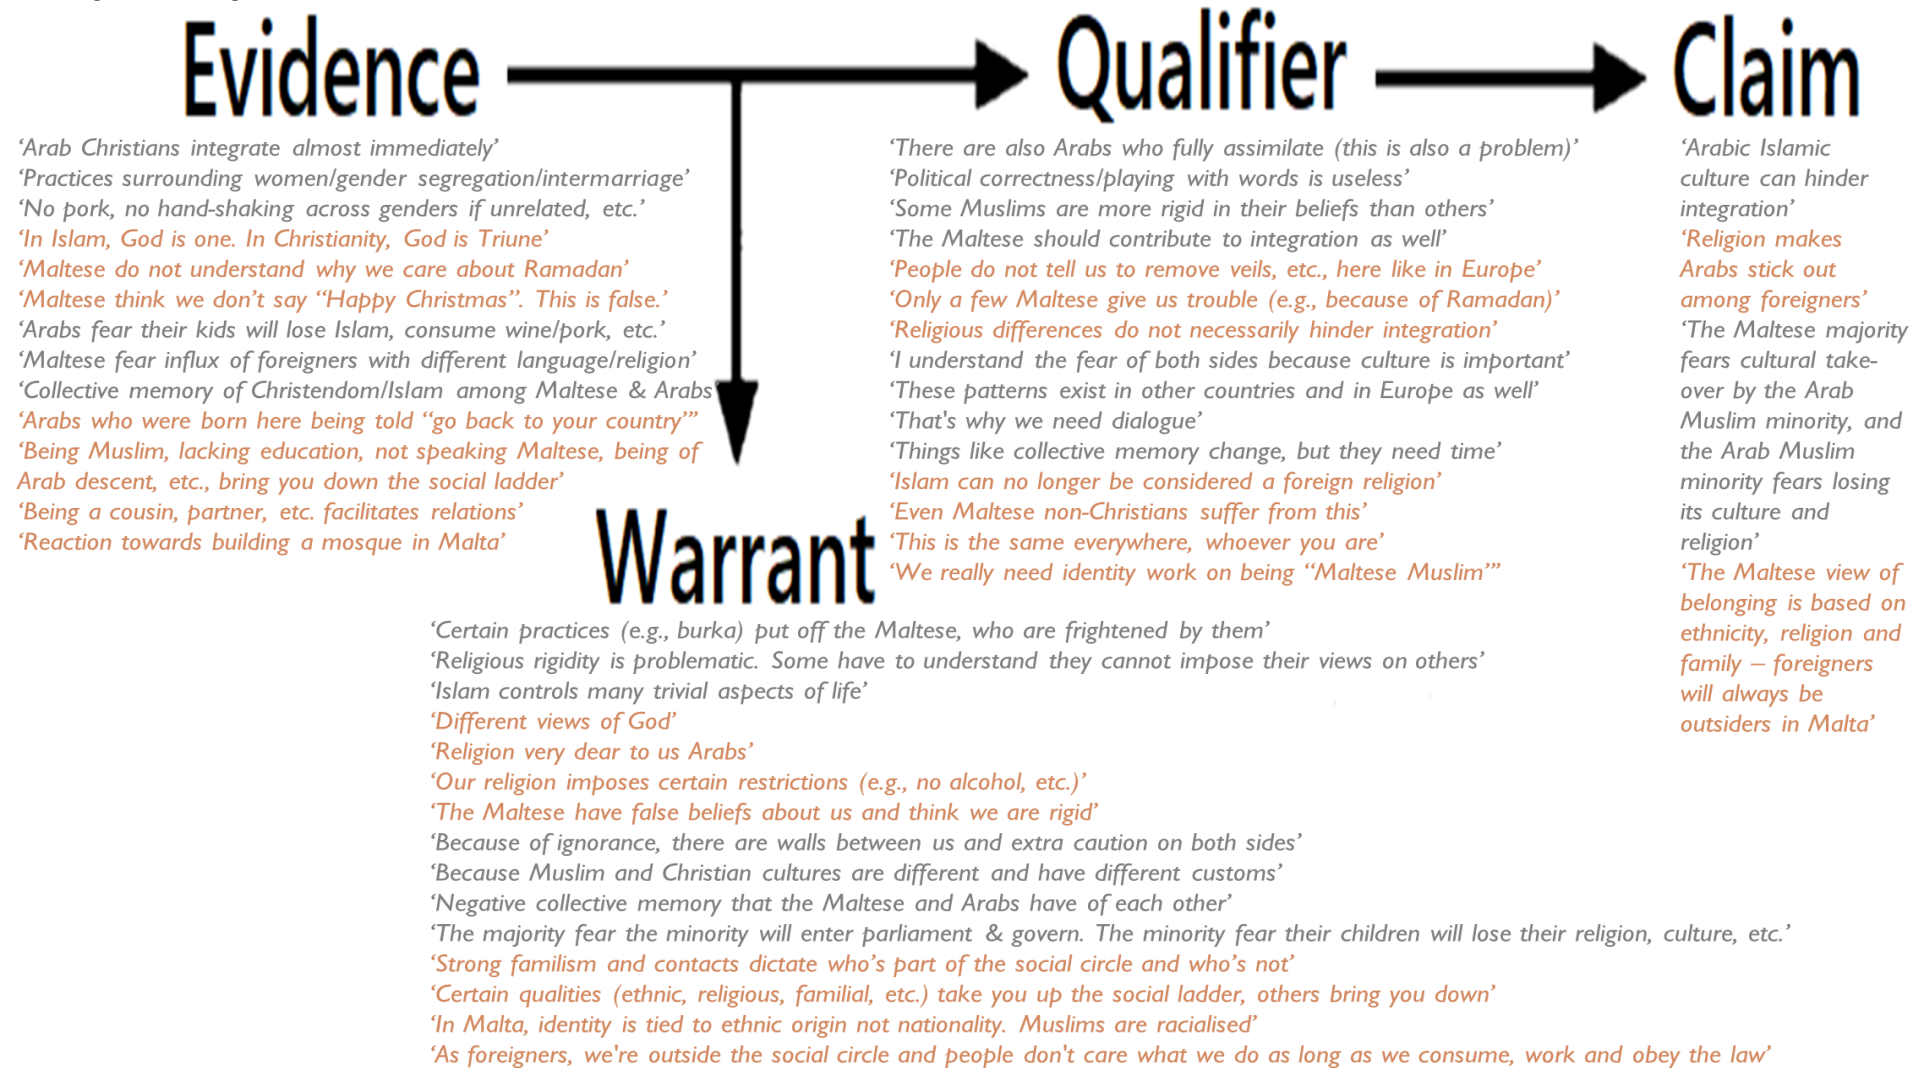 Evidence
Qualifier
Claim
‘Arab Christians integrate almost immediately’
‘Practices surrounding women/gender segregation/intermarriage’
‘No pork, no hand-shaking across genders if unrelated, etc.’
‘In Islam, God is one. In Christianity, God is Triune’
‘Maltese do not understand why we care about Ramadan’
‘Maltese think we don’t say “Happy Christmas”. This is false.’
‘Arabs fear their kids will lose Islam, consume wine/pork, etc.’
‘Maltese fear influx of foreigners with different language/religion’
‘Collective memory of Christendom/Islam among Maltese & Arabs
‘Arabs who were born here being told “go back to your country”’
‘Being Muslim, lacking education, not speaking Maltese, being of
Arab descent, etc., bring you down the social ladder’
‘Being a cousin, partner, etc. facilitates relations’
‘Reaction towards building a mosque in Malta’
‘There are also Arabs who fully assimilate (this is also a problem)’
‘Political correctness/playing with words is useless’
‘Some Muslims are more rigid in their beliefs than others’
‘The Maltese should contribute to integration as well’
‘People do not tell us to remove veils, etc., here like in Europe’
‘Only a few Maltese give us trouble (e.g., because of Ramadan)’
‘Religious differences do not necessarily hinder integration’
‘I understand the fear of both sides because culture is important’
‘These patterns exist in other countries and in Europe as well’
‘That's why we need dialogue’
‘Things like collective memory change, but they need time’
‘Islam can no longer be considered a foreign religion’
‘Even Maltese non-Christians suffer from this’
‘This is the same everywhere, whoever you are’
‘We really need identity work on being “Maltese Muslim”’
‘Arabic Islamic
culture can hinder
integration’
‘Religion makes
Arabs stick out
among foreigners’
‘The Maltese majority
fears cultural take-
over by the Arab
Muslim minority, and
the Arab Muslim
minority fears losing
its culture and
religion’
‘The Maltese view of
belonging is based on
ethnicity, religion and
family – foreigners
will always be
outsiders in Malta’
Warrant
‘Certain practices (e.g., burka) put off the Maltese, who are frightened by them’
‘Religious rigidity is problematic. Some have to understand they cannot impose their views on others’
‘Islam controls many trivial aspects of life’
‘Different views of God’
‘Religion very dear to us Arabs’
‘Our religion imposes certain restrictions (e.g., no alcohol, etc.)’
‘The Maltese have false beliefs about us and think we are rigid’
‘Because of ignorance, there are walls between us and extra caution on both sides’
‘Because Muslim and Christian cultures are different and have different customs’
‘Negative collective memory that the Maltese and Arabs have of each other’
‘The majority fear the minority will enter parliament & govern. The minority fear their children will lose their religion, culture, etc.’
‘Strong familism and contacts dictate who’s part of the social circle and who’s not’
‘Certain qualities (ethnic, religious, familial, etc.) take you up the social ladder, others bring you down’
‘In Malta, identity is tied to ethnic origin not nationality. Muslims are racialised’
‘As foreigners, we're outside the social circle and people don't care what we do as long as we consume, work and obey the law’